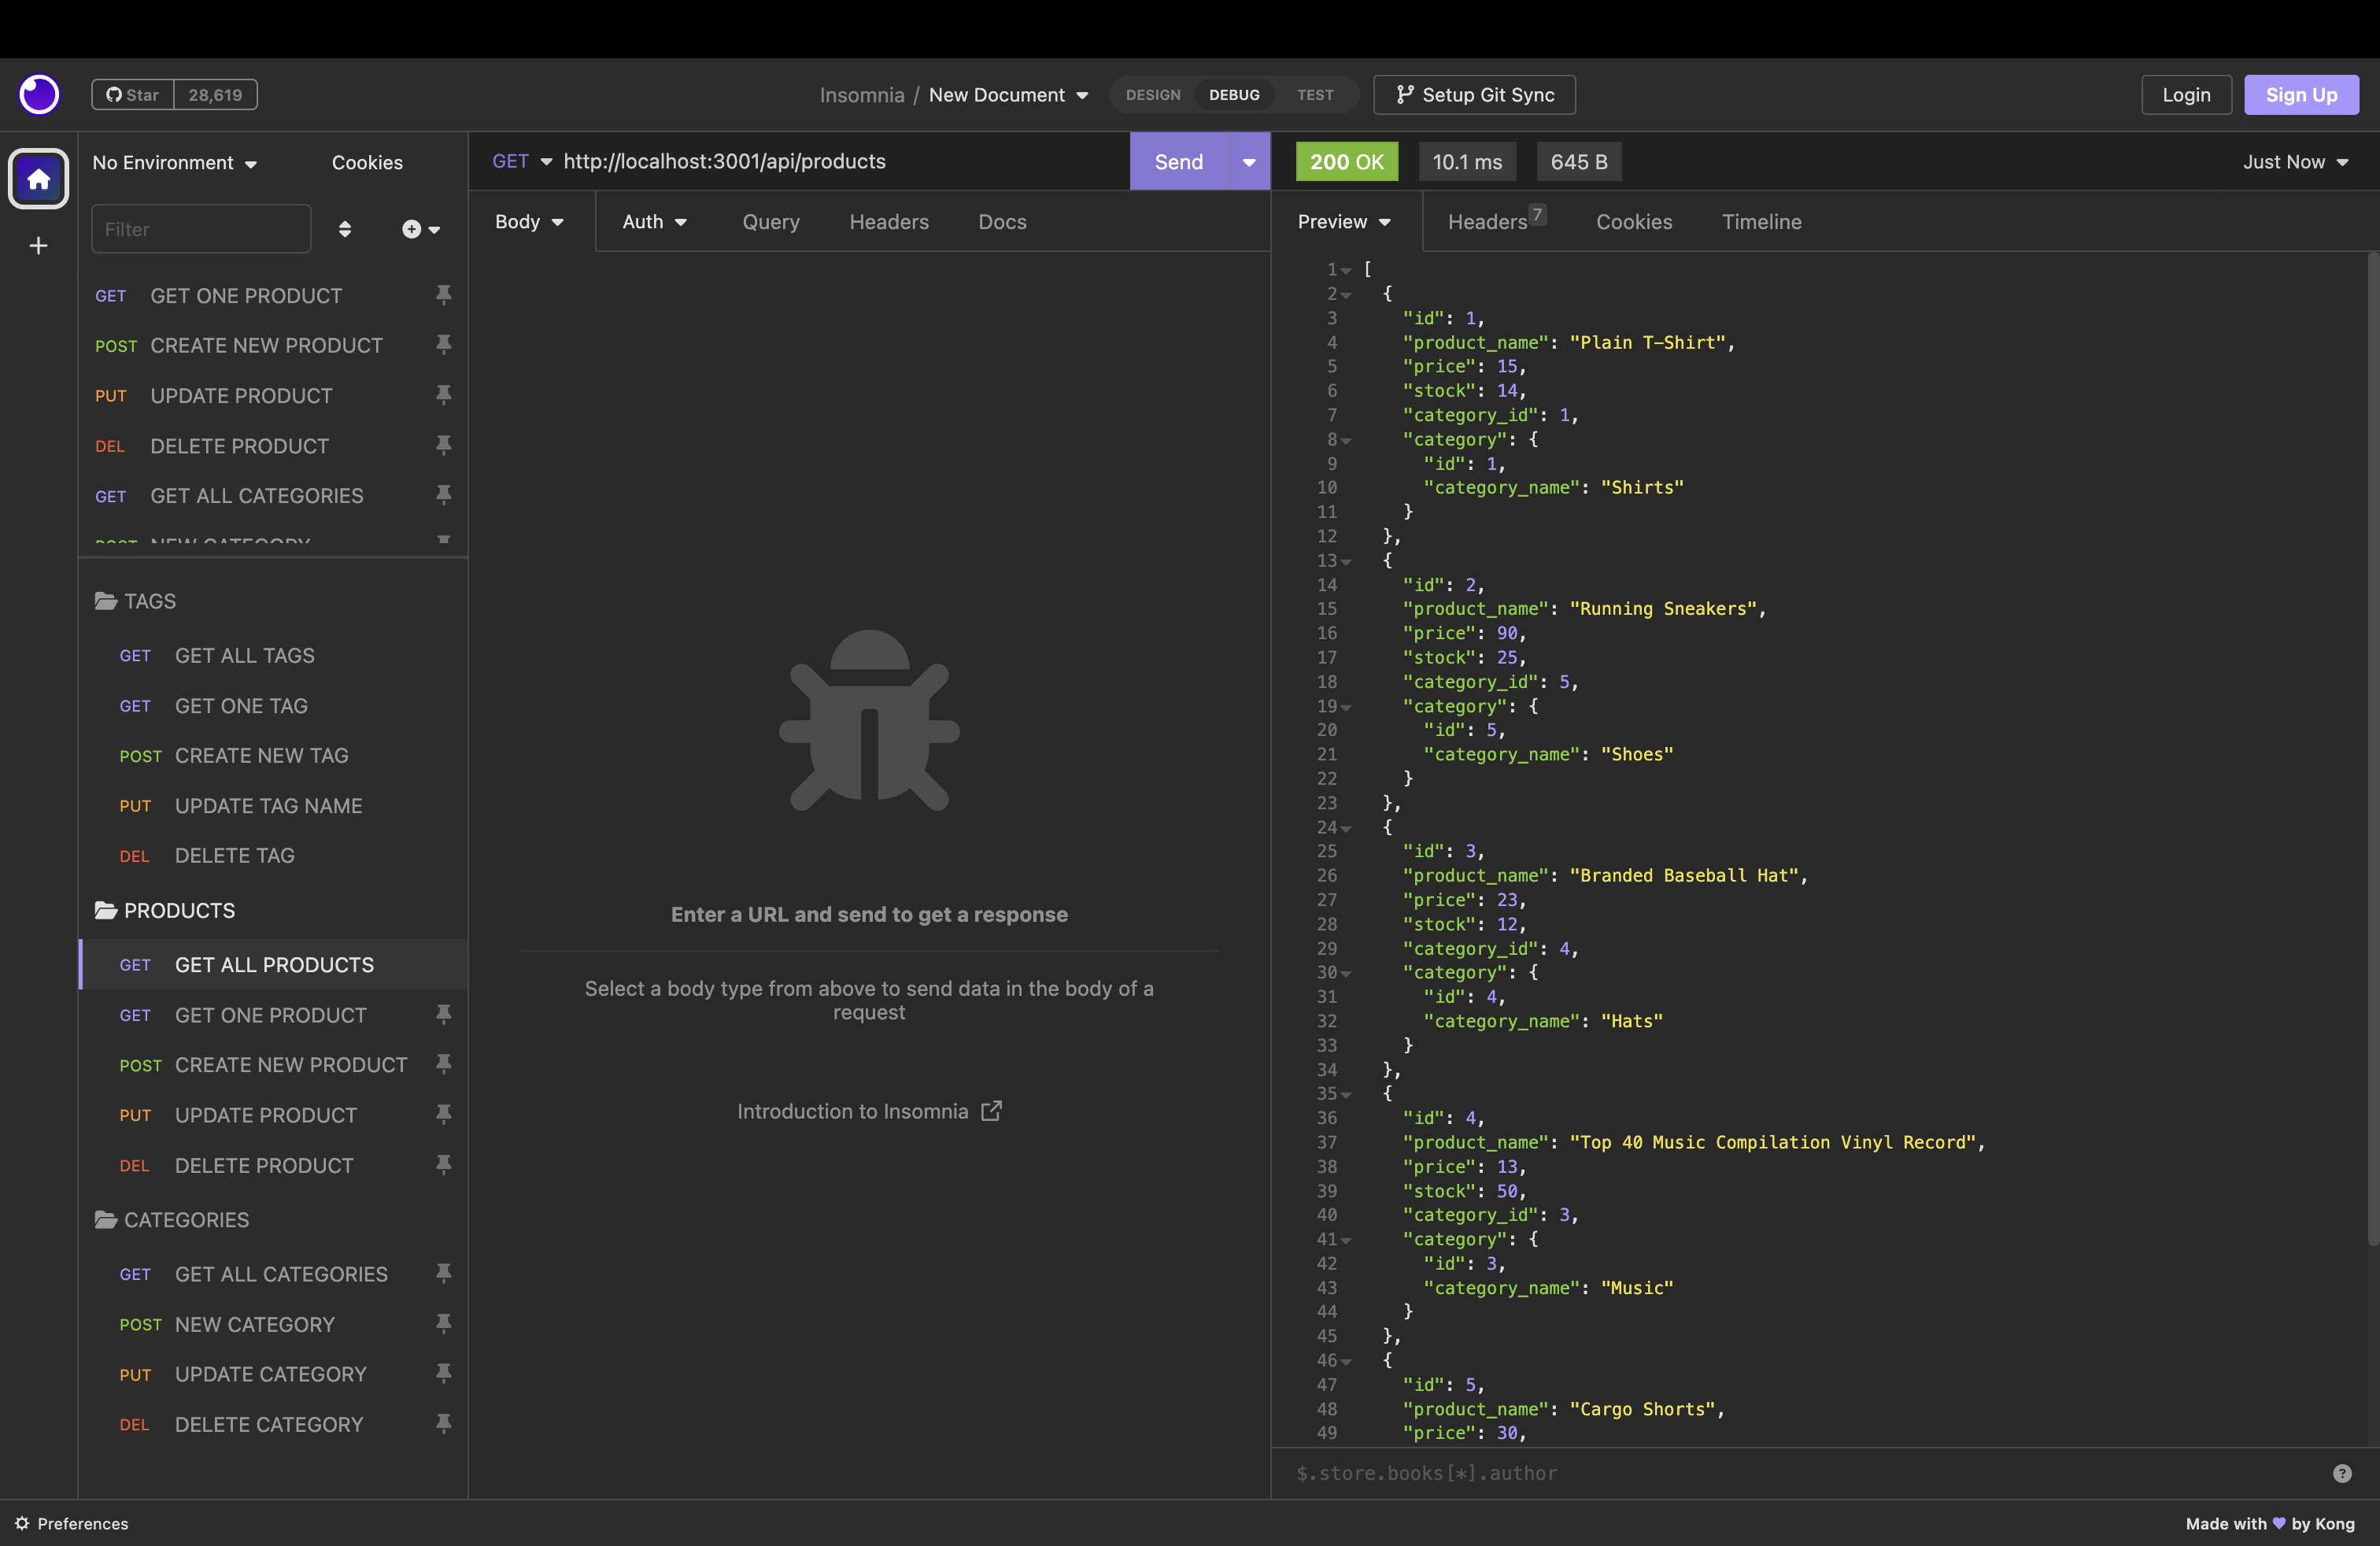 Star 28,619
Insomnia / New Document
DESIGN DEBUG TEST
Setup Git Sync
Login
Sign Up
No Environment
Cookies
Filter
GET GET ONE PRODUCT
POST CREATE NEW PRODUCT
PUT UPDATE PRODUCT
DEL DELETE PRODUCT
GET GET ALL CATEGORIES
POST NEW CATEGORY
TAGS
GET GET ALL TAGS
GET GET ONE TAG
POST CREATE NEW TAG
PUT UPDATE TAG NAME
DEL DELETE TAG
PRODUCTS
GET GET ALL PRODUCTS
GET GET ONE PRODUCT
POST CREATE NEW PRODUCT
PUT UPDATE PRODUCT
DEL DELETE PRODUCT
CATEGORIES
GET GET ALL CATEGORIES
POST NEW CATEGORY
PUT UPDATE CATEGORY
DEL DELETE CATEGORY
GET http://localhost:3001/api/products
Send
Body Auth Query Headers Docs
Enter a URL and send to get a response
Select a body type from above to send data in the body of a
request
Introduction to Insomnia
200 OK 10.1 ms 645 B
Just Now
Preview Headers 7 Cookies Timeline
1 [
2 {
3 "id": 1,
4 "product_name": "Plain T-Shirt",
5 "price": 15,
6 "stock": 14,
7 "category_id": 1,
8 "category": {
9 "id": 1,
10 "category_name": "Shirts"
11 }
12 },
13 {
14 "id": 2,
15 "product_name": "Running Sneakers",
16 "price": 90,
17 "stock": 25,
18 "category_id": 5,
19 "category": {
20 "id": 5,
21 "category_name": "Shoes"
22 }
23 },
24 {
25 "id": 3,
26 "product_name": "Branded Baseball Hat",
27 "price": 23,
28 "stock": 12,
29 "category_id": 4,
30 "category": {
31 "id": 4,
32 "category_name": "Hats"
33 }
34 },
35 {
36 "id": 4,
37 "product_name": "Top 40 Music Compilation Vinyl Record",
38 "price": 13,
39 "stock": 50,
40 "category_id": 3,
41 "category": {
42 "id": 3,
43 "category_name": "Music"
44 }
45 },
46 {
47 "id": 5,
48 "product_name": "Cargo Shorts",
49 "price": 30,
$.store.books[*].author
Preferences
Made with ♥ by Kong